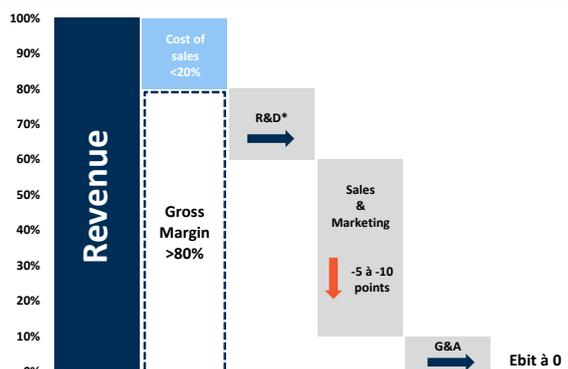 100%
90%
80%
70%
60%
50%
40%
30%
20%
10%
0%
Revenue
Cost of
sales
<20%
Gross
Margin
>80%
R&D*
Sales
&
Marketing
-5 à -10
points
G&A
Ebit à 0